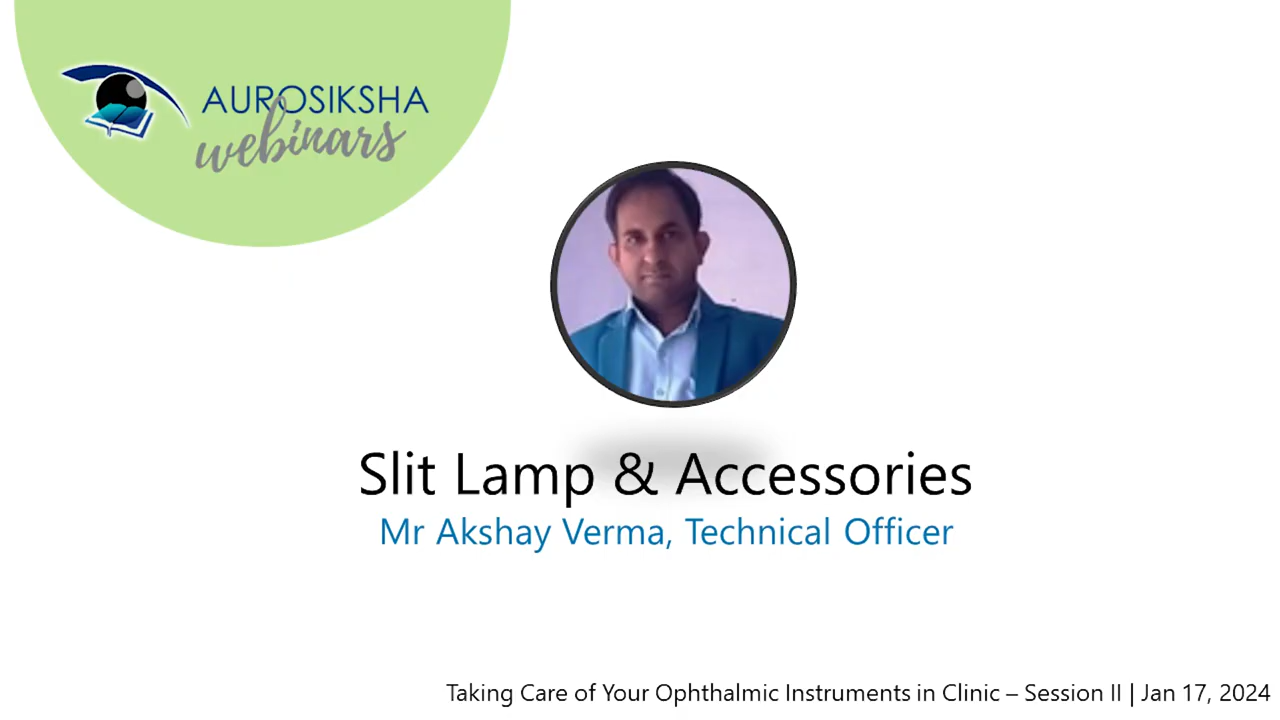 AUROSIKSHA
webinars
Slit Lamp & Accessories
Mr Akshay Verma, Technical Officer
Taking Care of Your Ophthalmic Instruments in Clinic – Session II | Jan 17, 2024